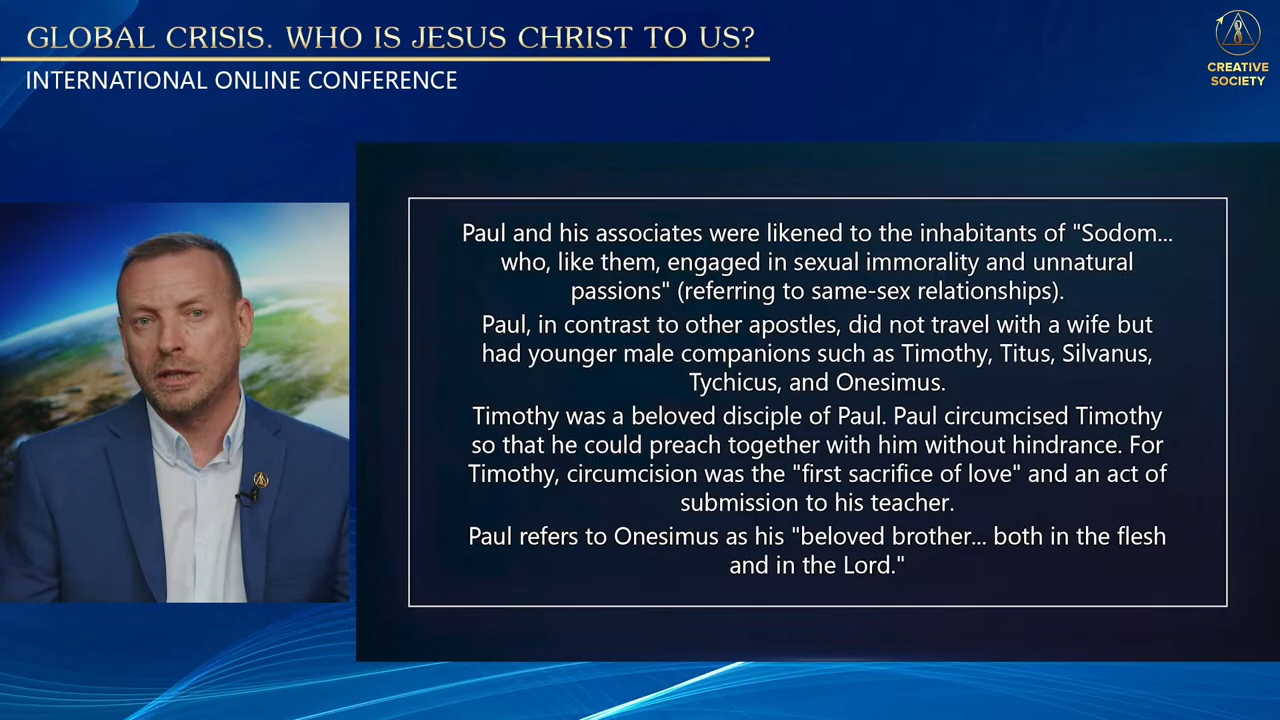 GLOBAL CRISIS. WHO IS JESUS CHRIST TO US?
INTERNATIONAL ONLINE CONFERENCE
CREATIVE
SOCIETY
Paul and his associates were likened to the inhabitants of "Sodom...
who, like them, engaged in sexual immorality and unnatural
passions" (referring to same-sex relationships).
Paul, in contrast to other apostles, did not travel with a wife but
had younger male companions such as Timothy, Titus, Silvanus,
Tychicus, and Onesimus.
Timothy was a beloved disciple of Paul. Paul circumcised Timothy
so that he could preach together with him without hindrance. For
Timothy, circumcision was the "first sacrifice of love" and an act of
submission to his teacher.
Paul refers to Onesimus as his "beloved brother... both in the flesh
and in the Lord."